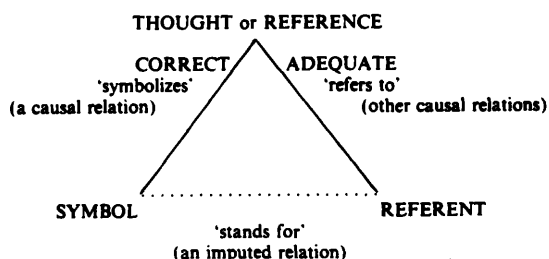 THOUGHT or REFERENCE
CORRECT ADEQUATE
‘symbolizes’ ‘refers to’
(a causal relation) (other causal relations)
SYMBOL REFERENT
‘stands for’
(an imputed relation)